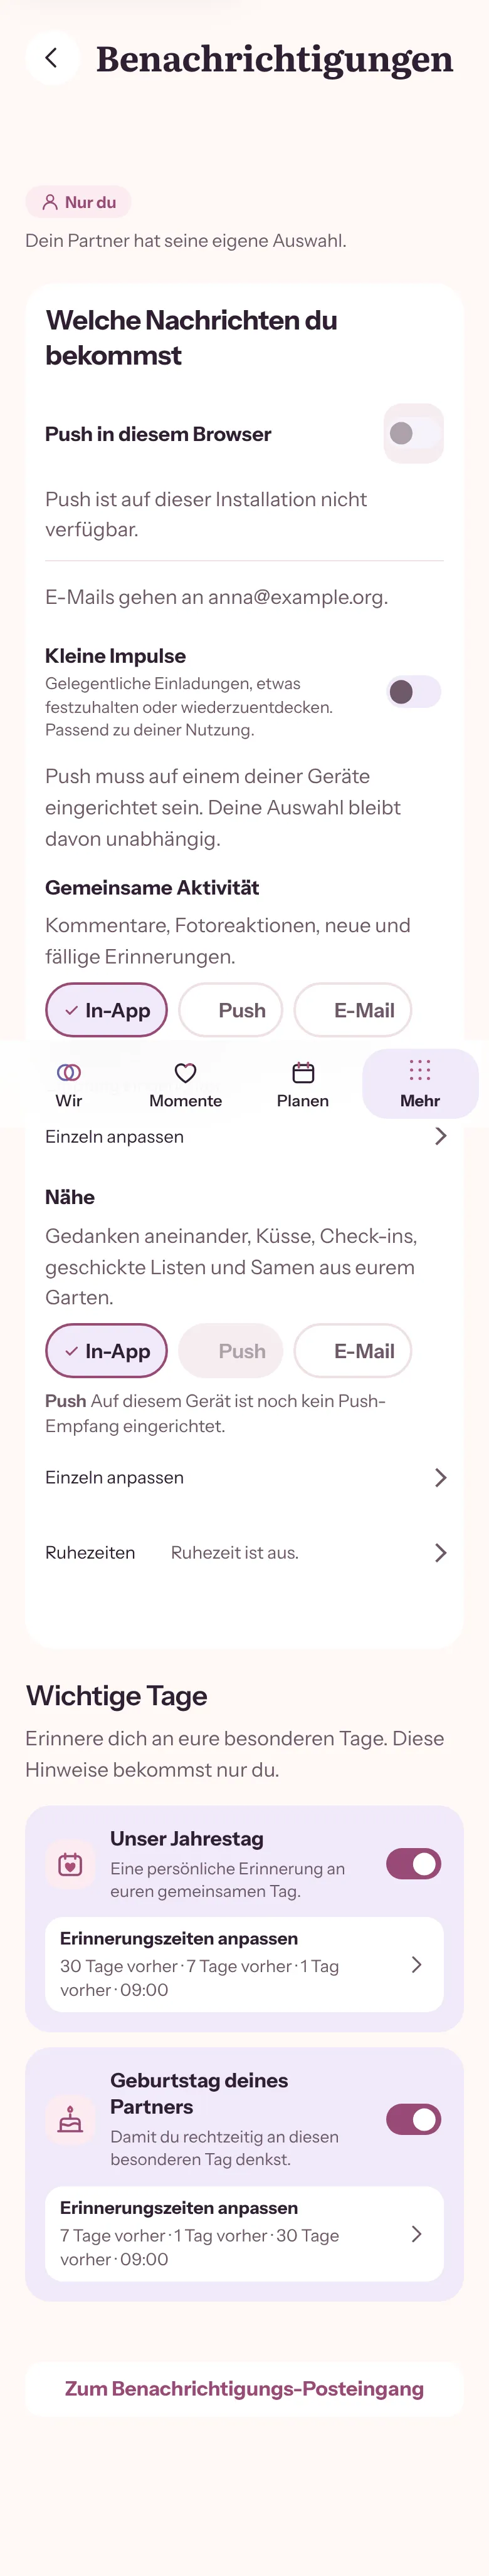 Benachrichtigungen
Nur du
Dein Partner hat seine eigene Auswahl.
Welche Nachrichten du
bekommst
Push in diesem Browser
Push ist auf dieser Installation nicht
verfügbar.
E-Mails gehen an anna@example.org.
Kleine Impulse
Gelegentliche Einladungen, etwas
festzuhalten oder wiederzuentdecken.
Passend zu deiner Nutzung.
Push muss auf einem deiner Geräte
eingerichtet sein. Deine Auswahl bleibt
davon unabhängig.
Gemeinsame Aktivität
Kommentare, Fotoreaktionen, neue und
fällige Erinnerungen.
In-App Push E-Mail
Wir Momente Planen Mehr
Einzeln anpassen
Nähe
Gedanken aneinander, Küsse, Check-ins,
geschickte Listen und Samen aus eurem
Garten.
In-App Push E-Mail
Push Auf diesem Gerät ist noch kein Push-
Empfang eingerichtet.
Einzeln anpassen
Ruhezeiten Ruhezeit ist aus.
Wichtige Tage
Erinnere dich an eure besonderen Tage. Diese
Hinweise bekommst nur du.
Unser Jahrestag
Eine persönliche Erinnerung an
euren gemeinsamen Tag.
Erinnerungszeiten anpassen
30 Tage vorher · 7 Tage vorher · 1 Tag
vorher · 09:00
Geburtstag deines
Partners
Damit du rechtzeitig an diesen
besonderen Tag denkst.
Erinnerungszeiten anpassen
7 Tage vorher · 1 Tag vorher · 30 Tage
vorher · 09:00
Zum Benachrichtigungs-Posteingang